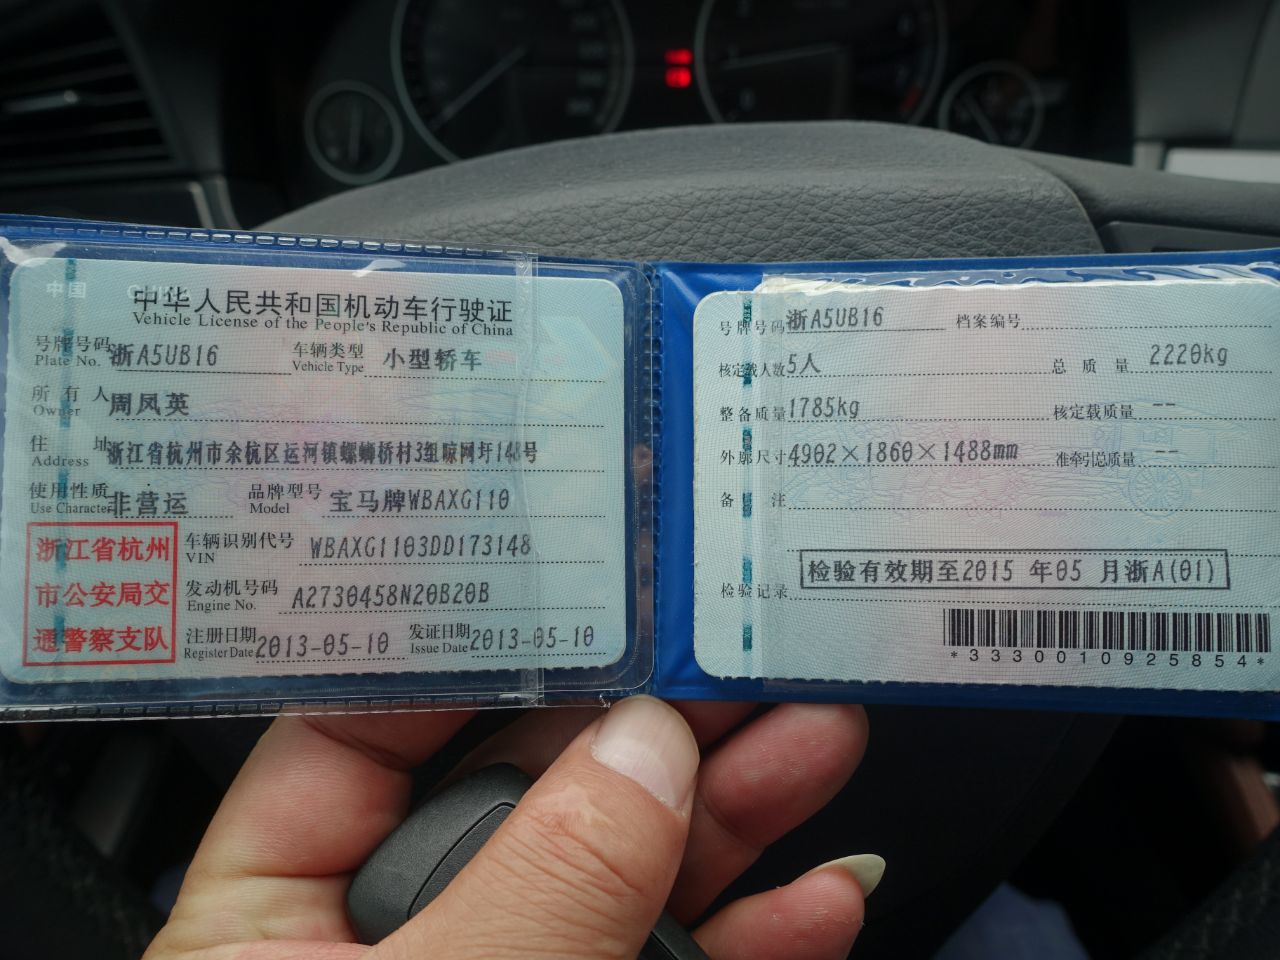 中国 CHINA
中华人民共和国机动车行驶证
Vehicle License of the People's Republic of China
号牌号码 浙A5UB16 车辆类型 小型轿车
Plate No. Vehicle Type
所有人 周凤英
Owner
住址 浙江省杭州市余杭区运河镇螺蛳桥村3组晾网圩148号
Address
使用性质 非营运 品牌型号 宝马牌WBAXG110
Use Character Model
浙江省杭州市公安局交通警察支队
车辆识别代号 WBAXG1103DD173148
VIN
发动机号码 A2730458N20B20B
Engine No.
注册日期 2013-05-10 发证日期 2013-05-10
Register Date Issue Date
号牌号码 浙A5UB16 档案编号
核定载人数 5人 总质量 2220kg
整备质量 1785kg 核定载质量 --
外廓尺寸 4902×1860×1488mm 准牵引总质量 --
备注
检验记录 检验有效期至2015 年05 月浙A(01)
*3330010925854*